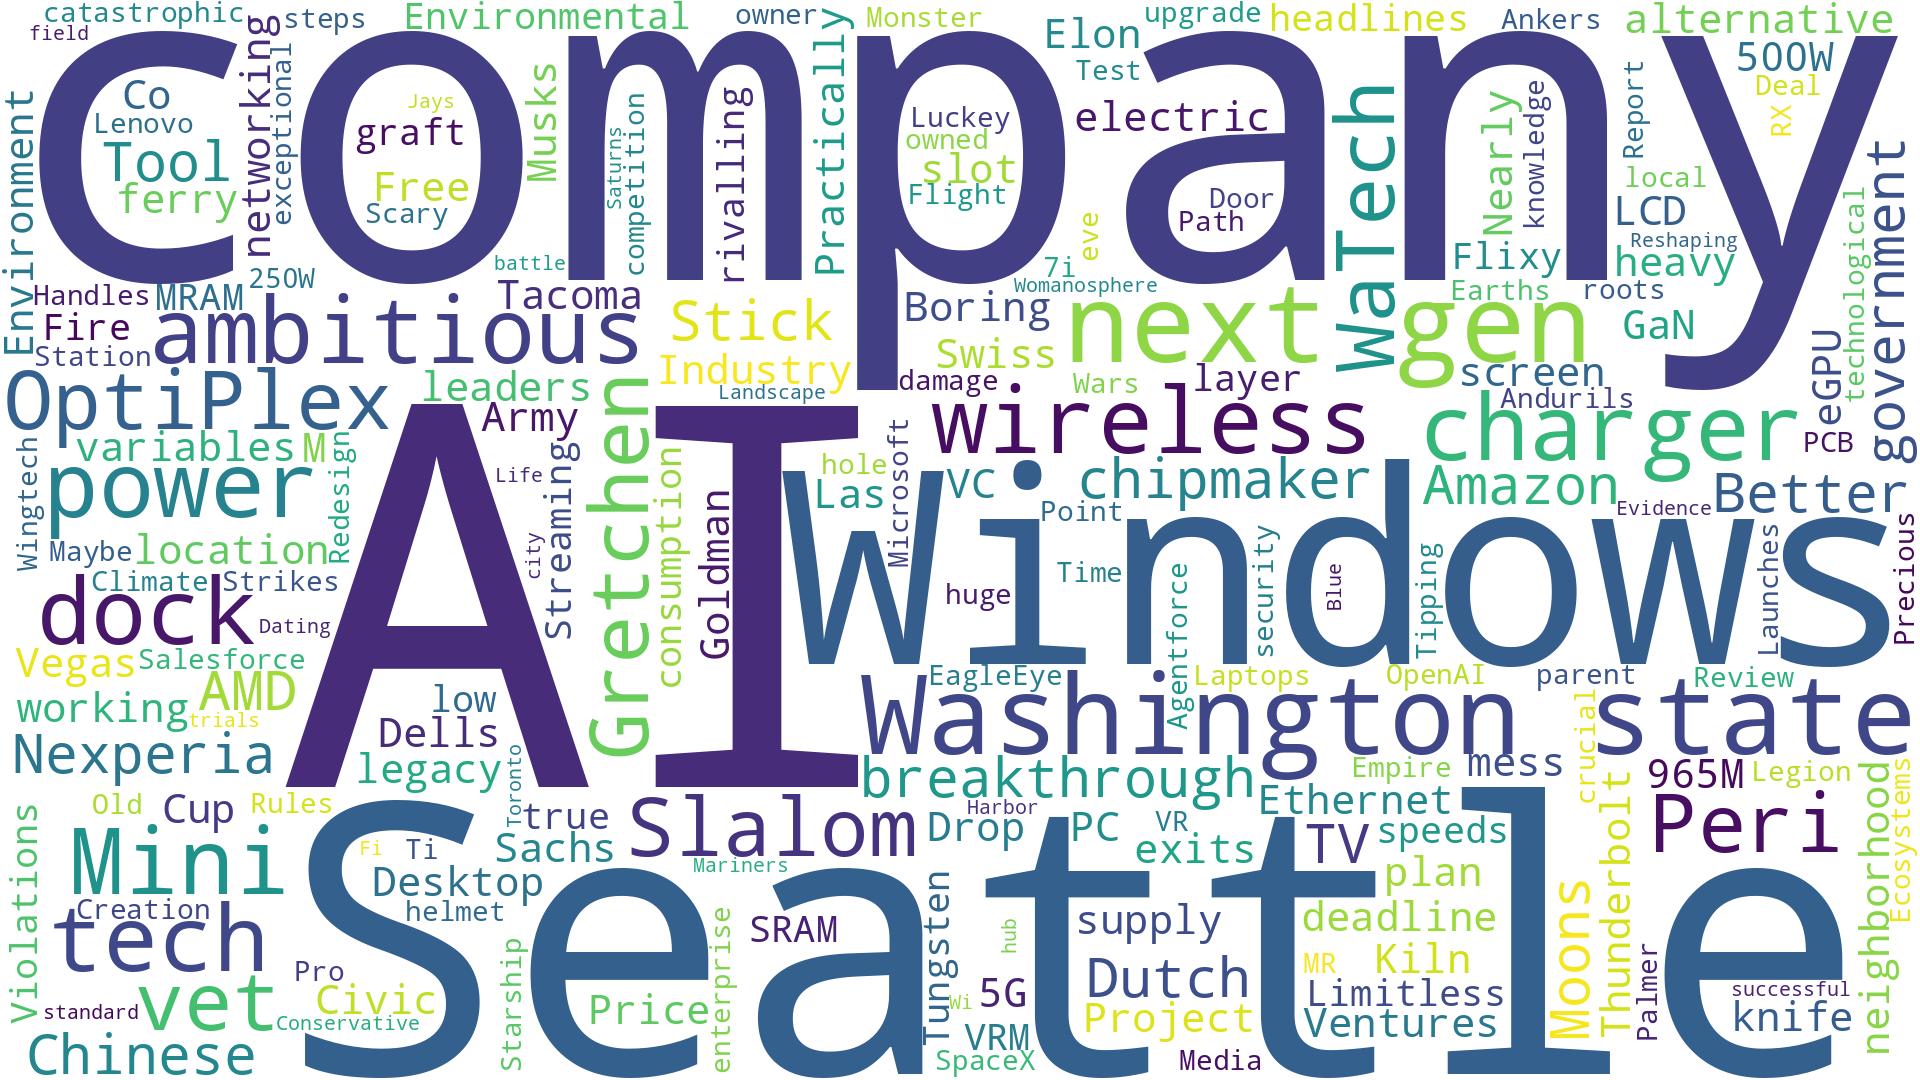 catastrophic
field
steps
Environmental
owner
Monster
Elon
upgrade
headlines
Ankers
alternative
company
Environment
Co
Lenovo
Tool
ferry
networking
exceptional
Jays
graft
Free
Scary
Musks
Saturns
competition
rivalling
Practically
Luckey
owned
slot
Flight
Test
electric
eve
Door
Path
WaTech
Nearly
knowledge
Report
500W
Deal
RX
local
LCD
Reshaping
heavy
technological
government
250W
battle
7i
Womanosphere
Flixy
Earths
roots
Handles
MRAM
Fire
Station
ambitious
Tacoma
Stick
Industry
Landscape
Boring
Swiss
next
gen
GaN
eGPU
OptiPlex
leaders
Army
damage
Wars
layer
screen
Andurils
wireless
charger
PCB
variables
M
Redesign
Wingtech
power
AI
Life
Streaming
Gretchen
consumption
Goldman
hole
Las
Microsoft
VC
chipmaker
Amazon
Better
Evidence
Windows
Point
Maybe
location
city
Time
huge
Blue
security
Tipping
Launches
Precious
Climate
Strikes
dock
Dating
Vegas
Salesforce
working
AMD
trials
low
Dells
legacy
EagleEye
Agentforce
Laptops
OpenAI
parent
Review
Washington
state
crucial
Nexperia
Toronto
breakthrough
Empire
mess
965M
Legion
Old
Cup
Rules
true
Slalom
Harbor
Drop
PC
VR
Ethernet
exits
TV
speeds
Thunderbolt
Peri
neighborhood
Ecosystems
Violations
Mini
Fi
Ti
Sachs
Mariners
Desktop
helmet
Seattle
plan
Creation
tech
SRAM
enterprise
Starship
Tungsten
hub
supply
deadline
Moons
Pro
Civic
vet
standard
Conservative
Price
Wi
5G
Dutch
MR
Kiln
Limitless
Palmer
successful
knife
Chinese
VRM
SpaceX
Project
Ventures
Media